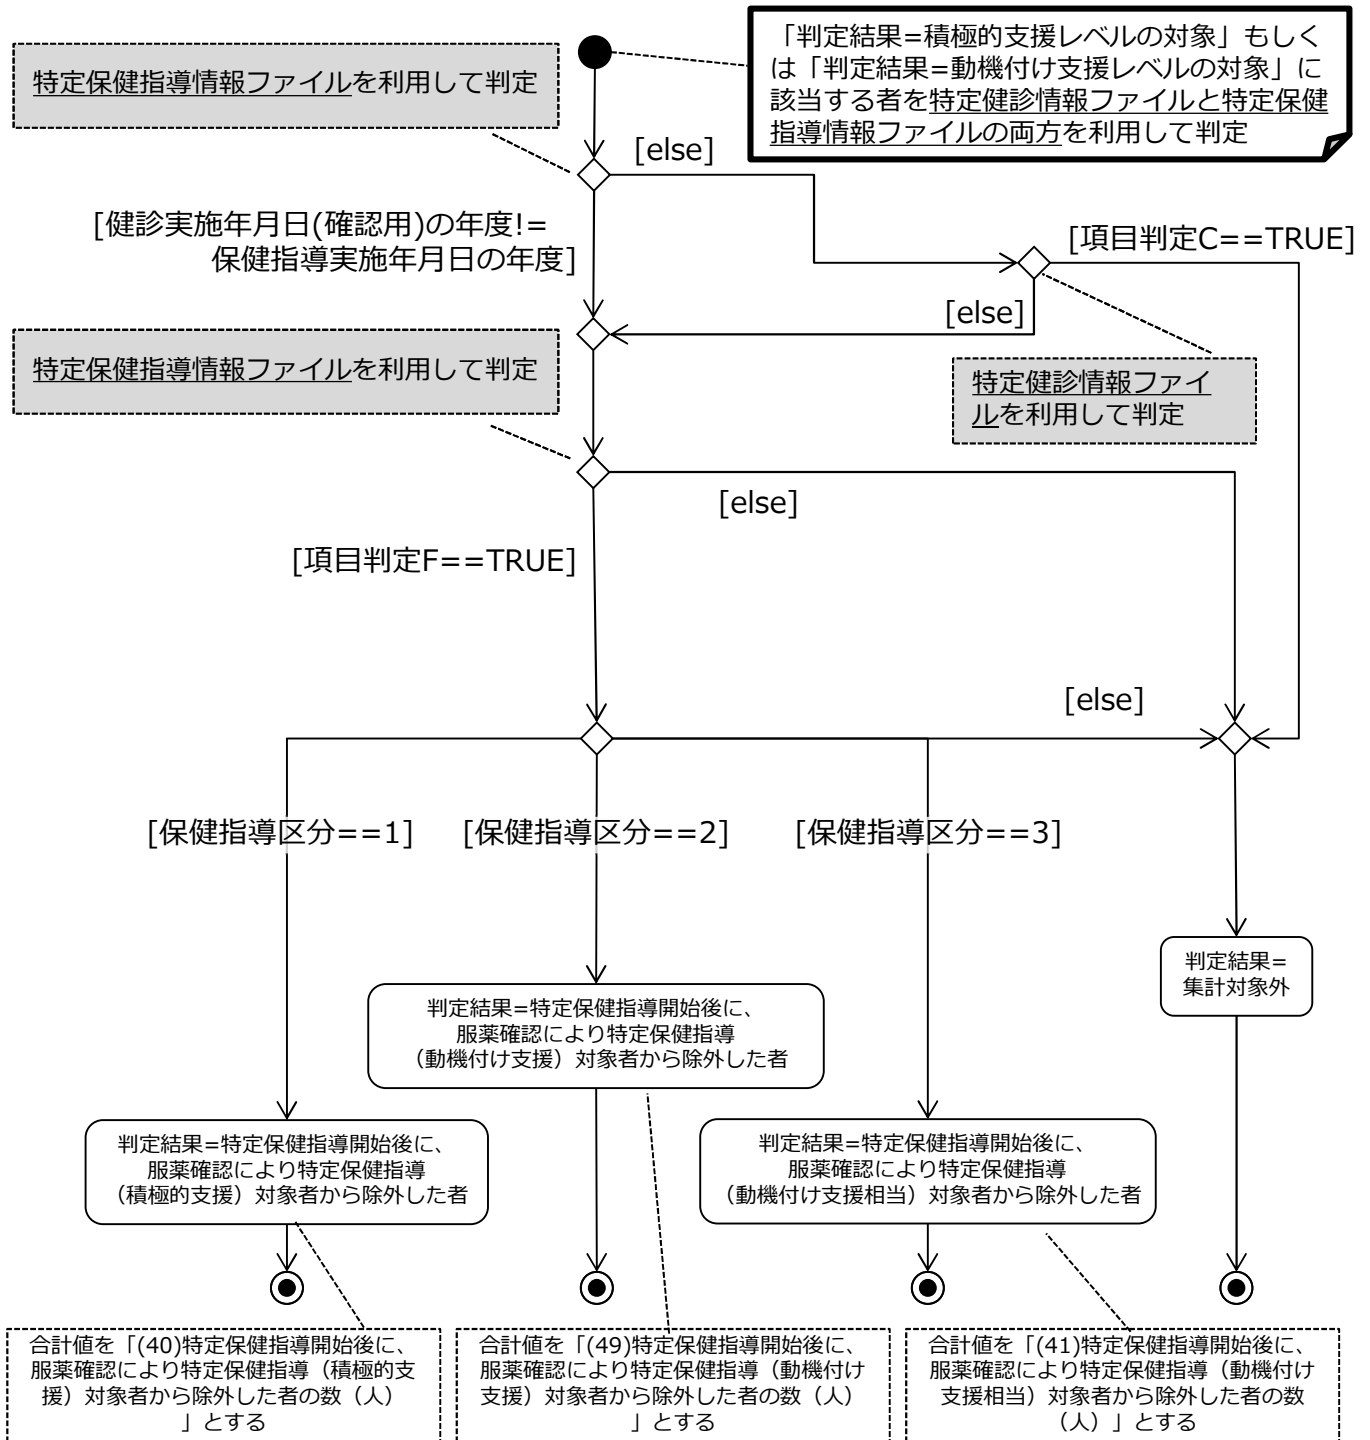 「判定結果=積極的支援レベルの対象」もしく
は「判定結果=動機付け支援レベルの対象」に
該当する者を特定健診情報ファイルと特定保健
指導情報ファイルの両方を利用して判定
特定保健指導情報ファイルを利用して判定
[else]
[健診実施年月日(確認用)の年度!=
保健指導実施年月日の年度]
[項目判定C==TRUE]
[else]
特定保健指導情報ファイルを利用して判定
特定健診情報ファイ
ルを利用して判定
[else]
[項目判定F==TRUE]
[else]
[保健指導区分==1]
[保健指導区分==2]
[保健指導区分==3]
判定結果=
集計対象外
判定結果=特定保健指導開始後に、
服薬確認により特定保健指導
（動機付け支援）対象者から除外した者
判定結果=特定保健指導開始後に、
服薬確認により特定保健指導
（積極的支援）対象者から除外した者
判定結果=特定保健指導開始後に、
服薬確認により特定保健指導
（動機付け支援相当）対象者から除外した者
合計値を「(40)特定保健指導開始後に、
服薬確認により特定保健指導（積極的支
援）対象者から除外した者の数（人）
」とする
合計値を「(49)特定保健指導開始後に、
服薬確認により特定保健指導（動機付け
支援）対象者から除外した者の数（人）
」とする
合計値を「(41)特定保健指導開始後に、
服薬確認により特定保健指導（動機付け
支援相当）対象者から除外した者の数
（人）」とする